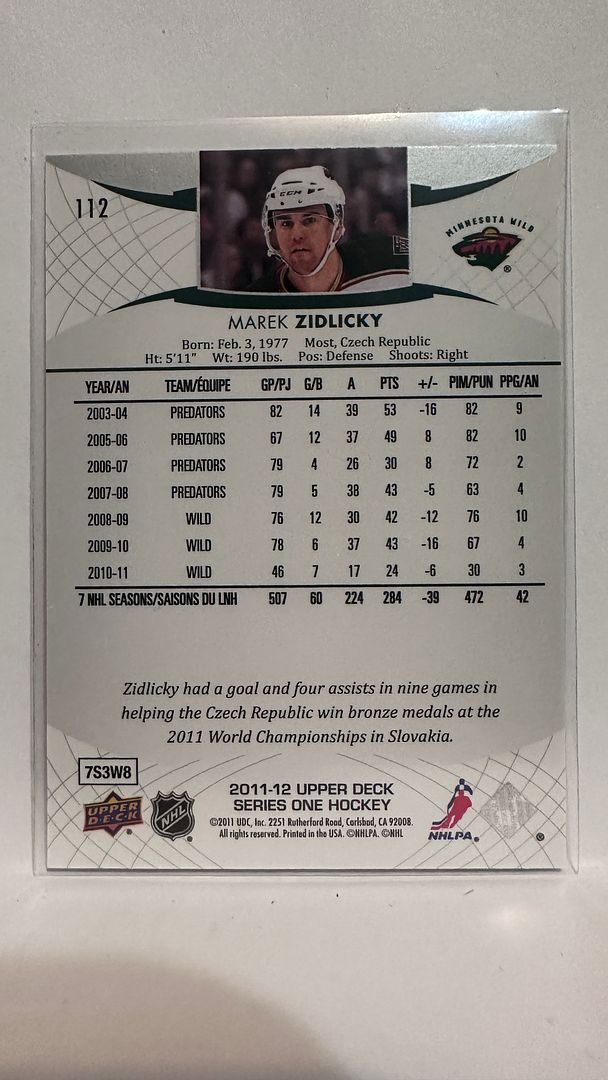 112
CCM
MINNESOTA WILD
®
MAREK ZIDLICKY
Born: Feb. 3, 1977 Most, Czech Republic
Ht: 5'11" Wt: 190 lbs. Pos: Defense Shoots: Right
YEAR/AN TEAM/ÉQUIPE GP/PJ G/B A PTS +/- PIM/PUN PPG/AN
2003-04 PREDATORS 82 14 39 53 -16 82 9
2005-06 PREDATORS 67 12 37 49 8 82 10
2006-07 PREDATORS 79 4 26 30 8 72 2
2007-08 PREDATORS 79 5 38 43 -5 63 4
2008-09 WILD 76 12 30 42 -12 76 10
2009-10 WILD 78 6 37 43 -16 67 4
2010-11 WILD 46 7 17 24 -6 30 3
7 NHL SEASONS/SAISONS DU LNH 507 60 224 284 -39 472 42
Zidlicky had a goal and four assists in nine games in
helping the Czech Republic win bronze medals at the
2011 World Championships in Slovakia.
7S3W8
UPPER DECK ®
NHL ®
2011-12 UPPER DECK
SERIES ONE HOCKEY
©2011 UDC, Inc. 2251 Rutherford Road, Carlsbad, CA 92008.
All rights reserved. Printed in the USA. ©NHLPA. ©NHL
NHLPA®
®